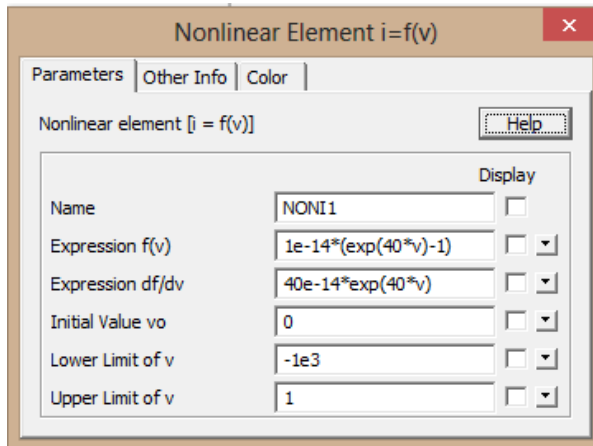 Nonlinear Element i=f(v)
Parameters Other Info Color
Nonlinear element [i = f(v)] Help
Display
Name NONI1
Expression f(v) 1e-14*(exp(40*v)-1)
Expression df/dv 40e-14*exp(40*v)
Initial Value vo 0
Lower Limit of v -1e3
Upper Limit of v 1